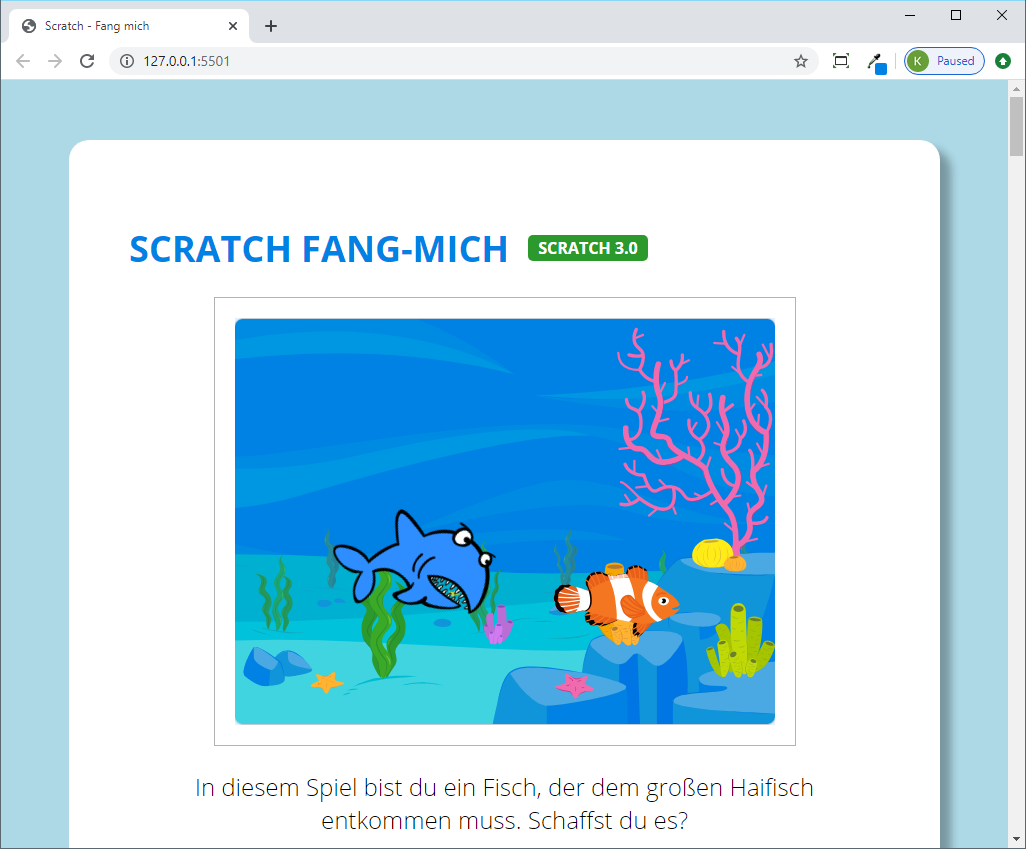 Scratch - Fang mich
127.0.0.1:5501
K Paused
SCRATCH FANG-MICH SCRATCH 3.0
In diesem Spiel bist du ein Fisch, der dem großen Haifisch
entkommen muss. Schaffst du es?